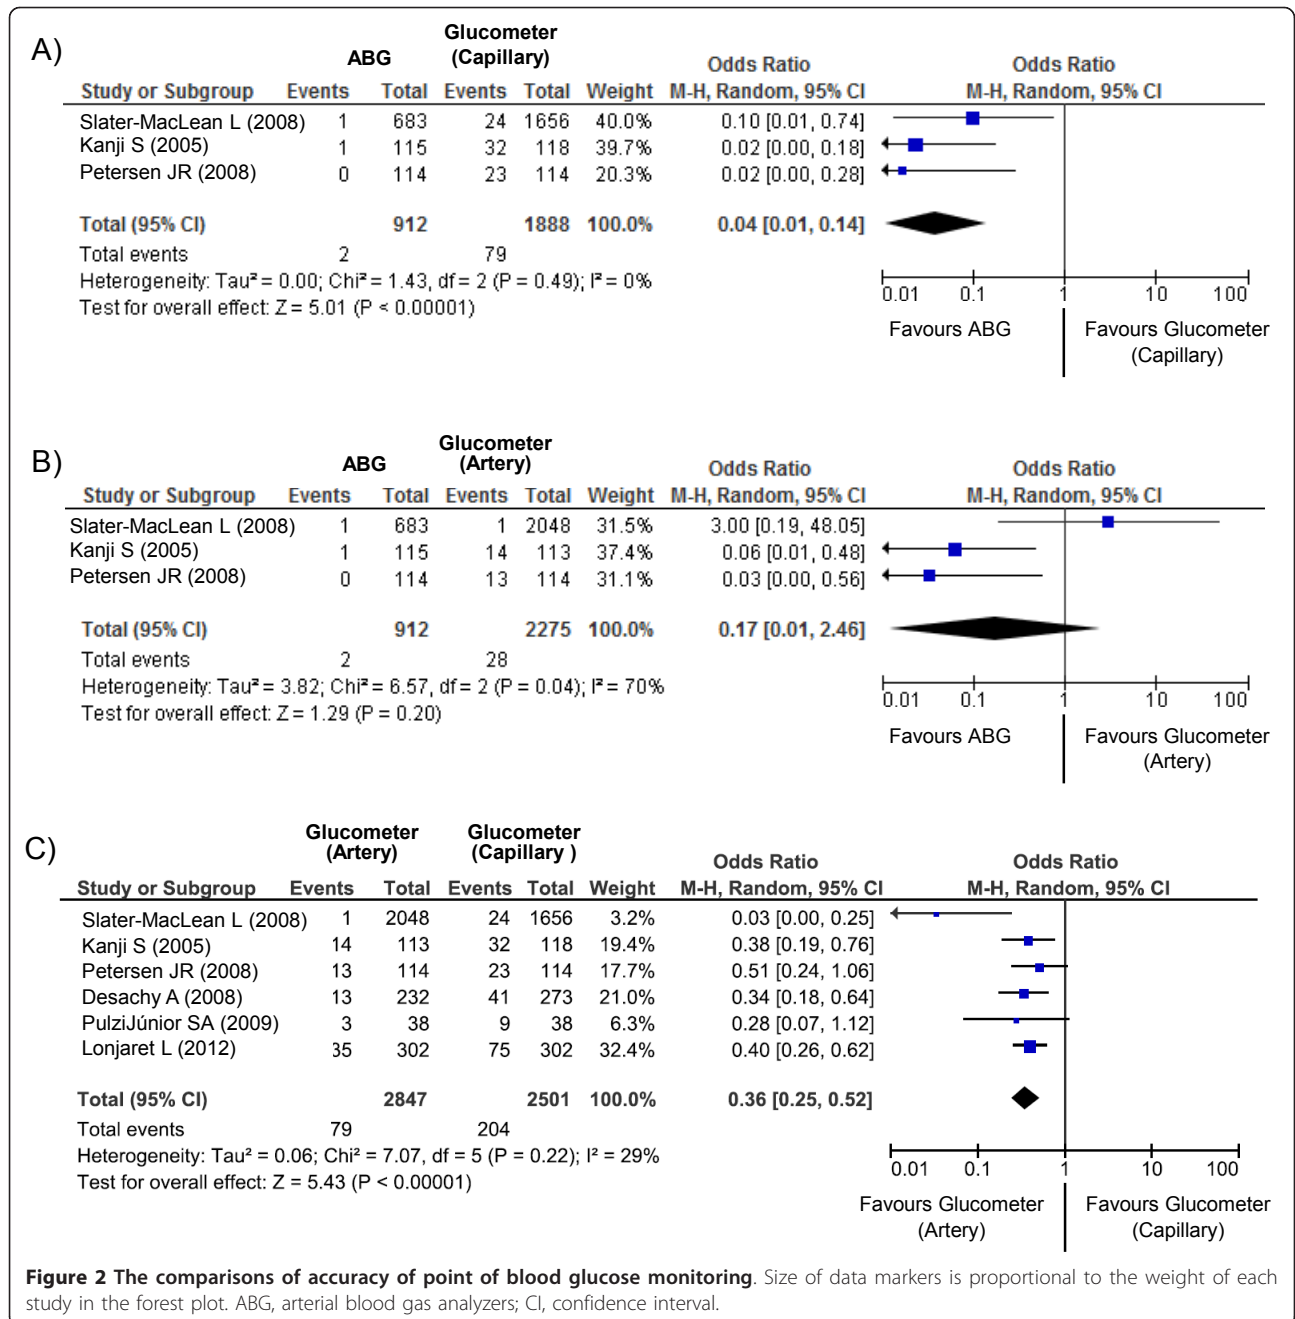 A)
ABG Glucometer (Capillary)
Odds Ratio Odds Ratio
Study or Subgroup Events Total Events Total Weight M-H, Random, 95% CI M-H, Random, 95% CI
Slater-MacLean L (2008) 1 683 24 1656 40.0% 0.10 [0.01, 0.74]
Kanji S (2005) 1 115 32 118 39.7% 0.02 [0.00, 0.18]
Petersen JR (2008) 0 114 23 114 20.3% 0.02 [0.00, 0.28]
Total (95% CI) 912 1888 100.0% 0.04 [0.01, 0.14]
Total events 2 79
Heterogeneity: Tau² = 0.00; Chi² = 1.43, df = 2 (P = 0.49); I² = 0%
Test for overall effect: Z = 5.01 (P < 0.00001)
0.01 0.1 1 10 100
Favours ABG Favours Glucometer
(Capillary)
B)
ABG Glucometer (Artery)
Odds Ratio Odds Ratio
Study or Subgroup Events Total Events Total Weight M-H, Random, 95% CI M-H, Random, 95% CI
Slater-MacLean L (2008) 1 683 1 2048 31.5% 3.00 [0.19, 48.05]
Kanji S (2005) 1 115 14 113 37.4% 0.06 [0.01, 0.48]
Petersen JR (2008) 0 114 13 114 31.1% 0.03 [0.00, 0.56]
Total (95% CI) 912 2275 100.0% 0.17 [0.01, 2.46]
Total events 2 28
Heterogeneity: Tau² = 3.82; Chi² = 6.57, df = 2 (P = 0.04); I² = 70%
Test for overall effect: Z = 1.29 (P = 0.20)
0.01 0.1 1 10 100
Favours ABG Favours Glucometer
(Artery)
C)
Glucometer Glucometer
(Artery) (Capillary )
Odds Ratio Odds Ratio
Study or Subgroup Events Total Events Total Weight M-H, Random, 95% CI M-H, Random, 95% CI
Slater-MacLean L (2008) 1 2048 24 1656 3.2% 0.03 [0.00, 0.25]
Kanji S (2005) 14 113 32 118 19.4% 0.38 [0.19, 0.76]
Petersen JR (2008) 13 114 23 114 17.7% 0.51 [0.24, 1.06]
Desachy A (2008) 13 232 41 273 21.0% 0.34 [0.18, 0.64]
PulziJúnior SA (2009) 3 38 9 38 6.3% 0.28 [0.07, 1.12]
Lonjaret L (2012) 35 302 75 302 32.4% 0.40 [0.26, 0.62]
Total (95% CI) 2847 2501 100.0% 0.36 [0.25, 0.52]
Total events 79 204
Heterogeneity: Tau² = 0.06; Chi² = 7.07, df = 5 (P = 0.22); I² = 29%
Test for overall effect: Z = 5.43 (P < 0.00001)
0.01 0.1 1 10 100
Favours Glucometer Favours Glucometer
(Artery) (Capillary)
Figure 2 The comparisons of accuracy of point of blood glucose monitoring. Size of data markers is proportional to the weight of each
study in the forest plot. ABG, arterial blood gas analyzers; CI, confidence interval.